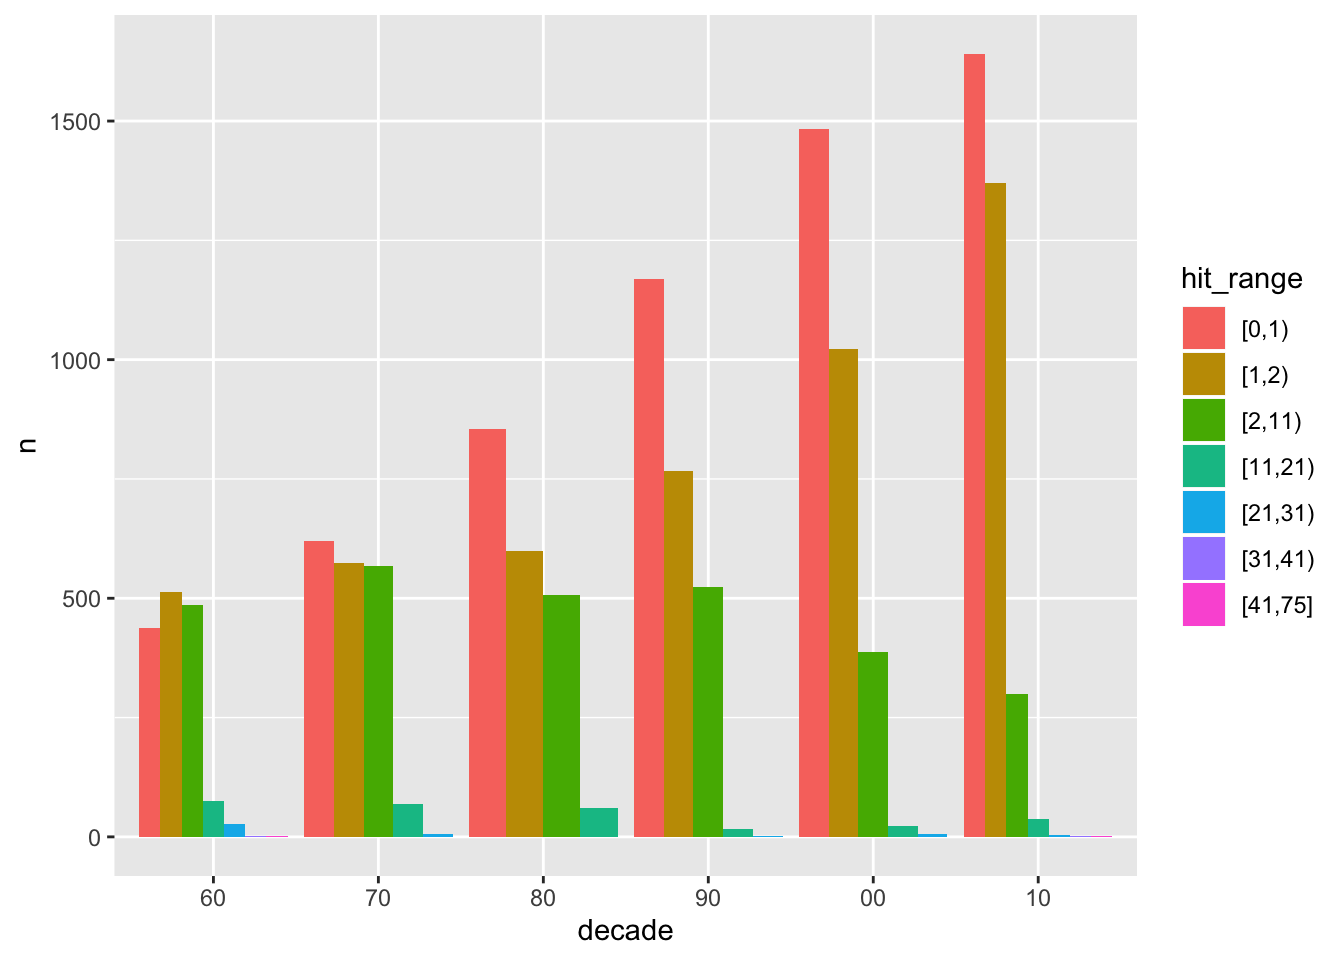 1500
1000
500
0
n
60 70 80 90 00 10
decade
hit_range
[0,1)
[1,2)
[2,11)
[11,21)
[21,31)
[31,41)
[41,75]